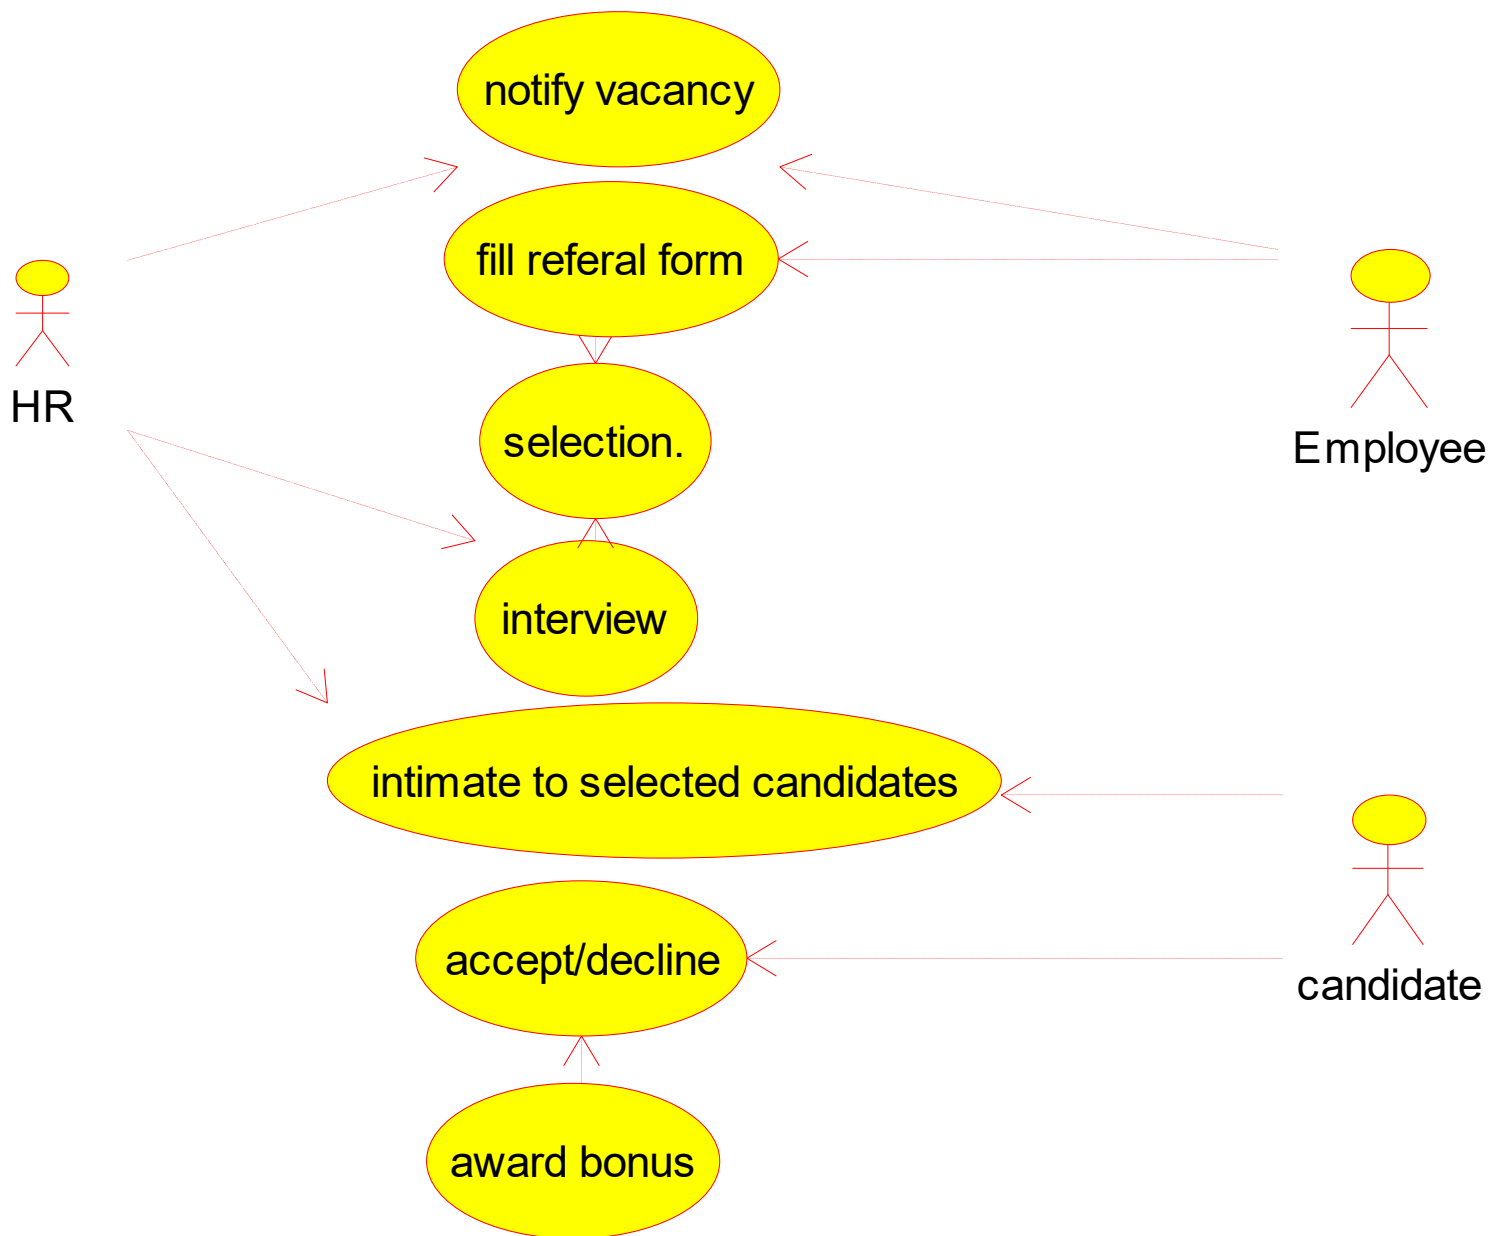 notify vacancy
fill referal form
HR
selection.
Employee
interview
intimate to selected candidates
accept/decline
candidate
award bonus